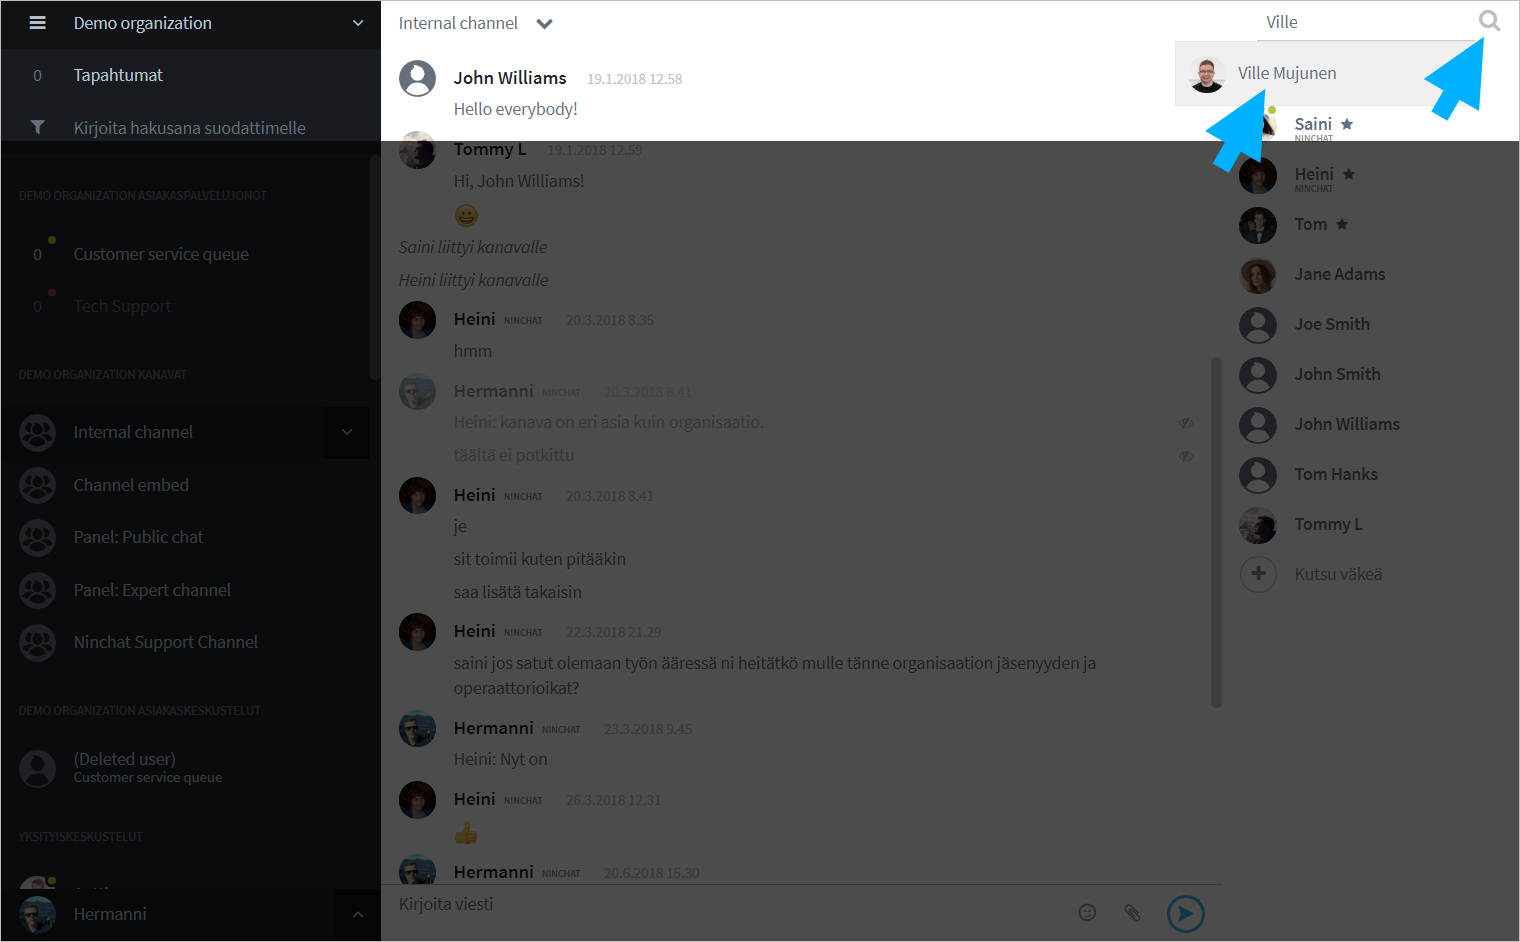 Demo organization
0 Tapahtumat
Kirjoita hakusana suodattimelle
DEMO ORGANIZATION ASIAKASPALVELUJONOT
0 Customer service queue
0 Tech Support
DEMO ORGANIZATION KANAVAT
Internal channel
Channel embed
Panel: Public chat
Panel: Expert channel
Ninchat Support Channel
DEMO ORGANIZATION ASIAKASKESKUSTELUT
(Deleted user)
Customer service queue
YKSITYISKESKUSTELUT
Hermanni
Internal channel
John Williams 19.1.2018 12.58
Hello everybody!
Tommy L 19.1.2018 12.59
Hi, John Williams!
Saini liittyi kanavalle
Heini liittyi kanavalle
Heini NINCHAT 20.3.2018 8.35
hmm
Hermanni NINCHAT 20.3.2018 8.41
Heini: kanava on eri asia kuin organisaatio.
täältä ei potkittu
Heini NINCHAT 20.3.2018 8.41
je
sit toimii kuten pitääkin
saa lisätä takaisin
Heini NINCHAT 22.3.2018 21.29
saini jos satut olemaan työn ääressä ni heitätkö mulle tänne organisaation jäsenyyden ja
operaattorioikat?
Hermanni NINCHAT 23.3.2018 9.45
Heini: Nyt on
Heini NINCHAT 26.3.2018 12.31
Hermanni NINCHAT 20.6.2018 15.30
Kirjoita viesti
Ville
Ville Mujunen
Saini
NINCHAT
Heini
NINCHAT
Tom
Jane Adams
Joe Smith
John Smith
John Williams
Tom Hanks
Tommy L
Kutsu väkeä